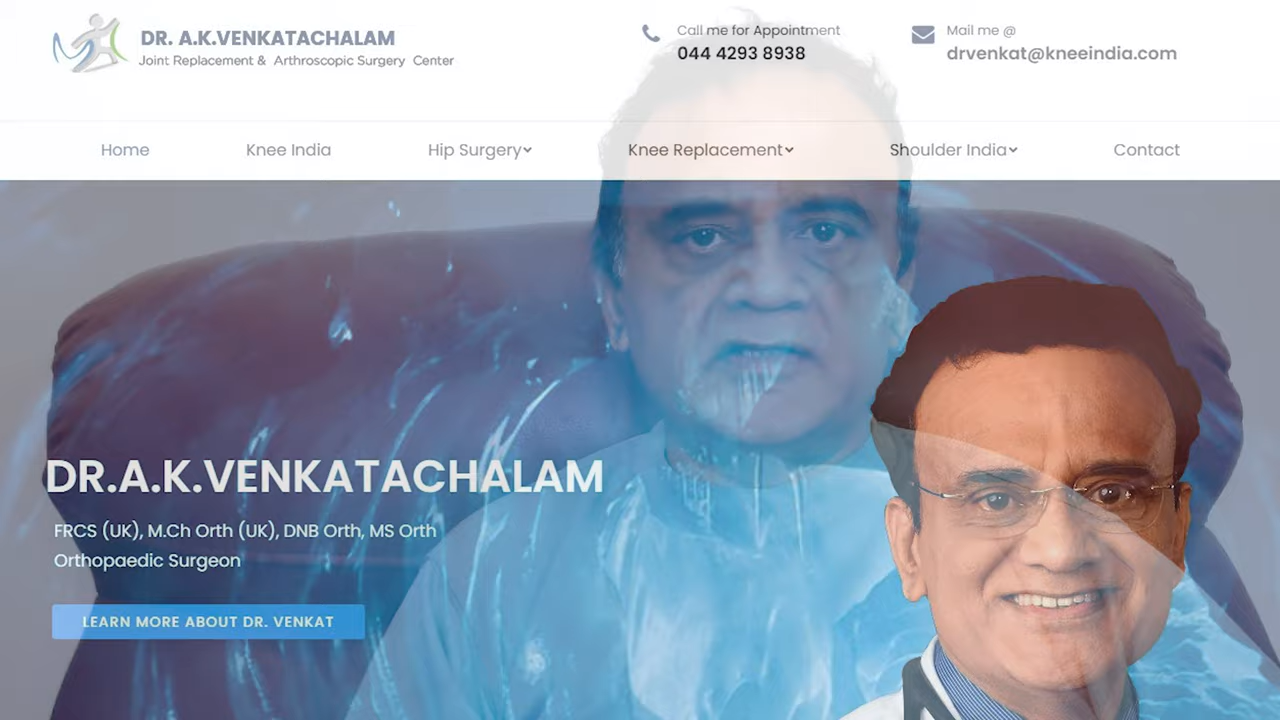 DR. A.K.VENKATACHALAM
Joint Replacement & Arthroscopic Surgery Center
Call me for Appointment
044 4293 8938
Mail me @
drvenkat@kneeindia.com
Home
Knee India
Hip Surgery
Knee Replacement
Shoulder India
Contact
DR.A.K.VENKATACHALAM
FRCS (UK), M.Ch Orth (UK), DNB Orth, MS Orth
Orthopaedic Surgeon
LEARN MORE ABOUT DR. VENKAT